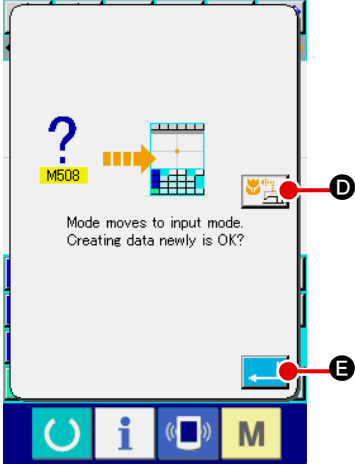 ?
M508
D
Mode moves to input mode.
Creating data newly is OK?
E
i
M